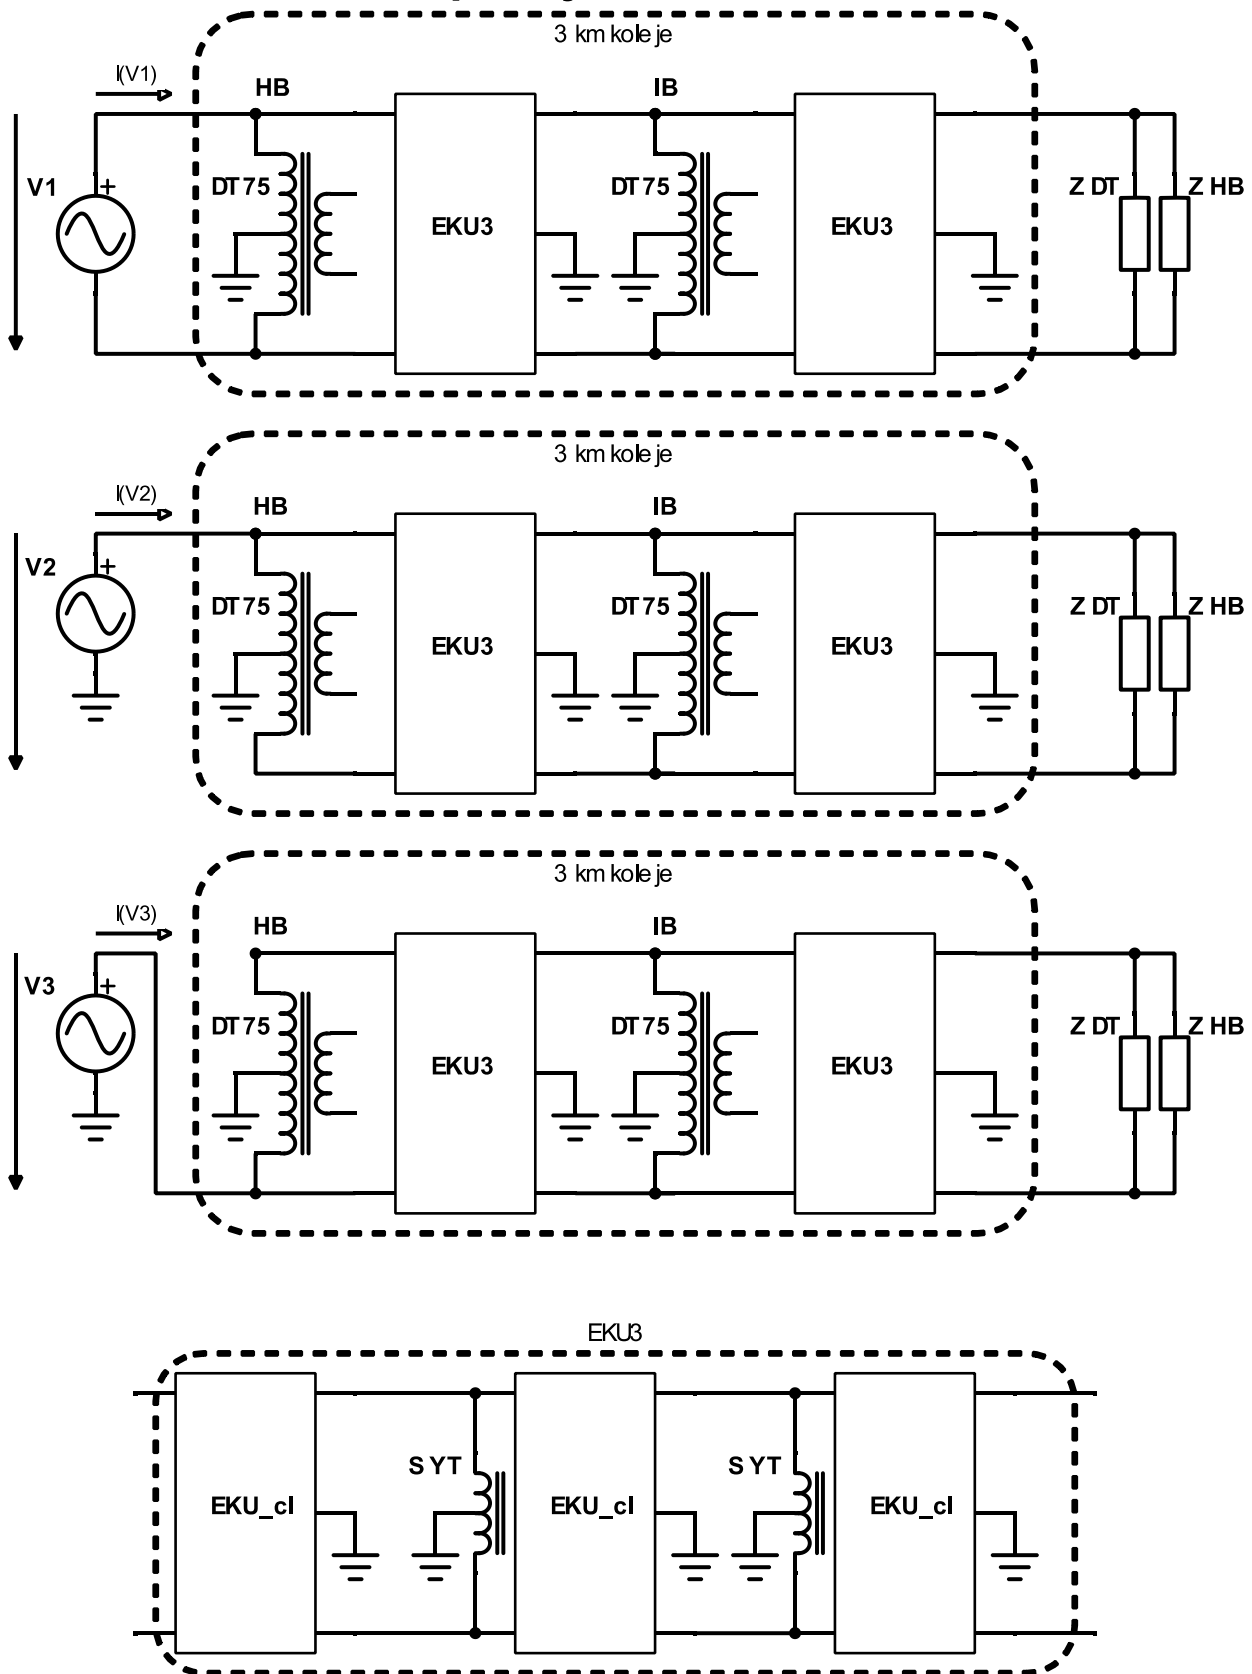 3 km koleje
I(V1)
HB
IB
V1
+
DT75
EKU3
DT75
EKU3
Z DT
Z HB
3 km koleje
I(V2)
HB
IB
V2
+
DT75
EKU3
DT75
EKU3
Z DT
Z HB
3 km koleje
I(V3)
HB
IB
V3
+
DT75
EKU3
DT75
EKU3
Z DT
Z HB
EKU3
SYT
SYT
EKU_cl
EKU_cl
EKU_cl